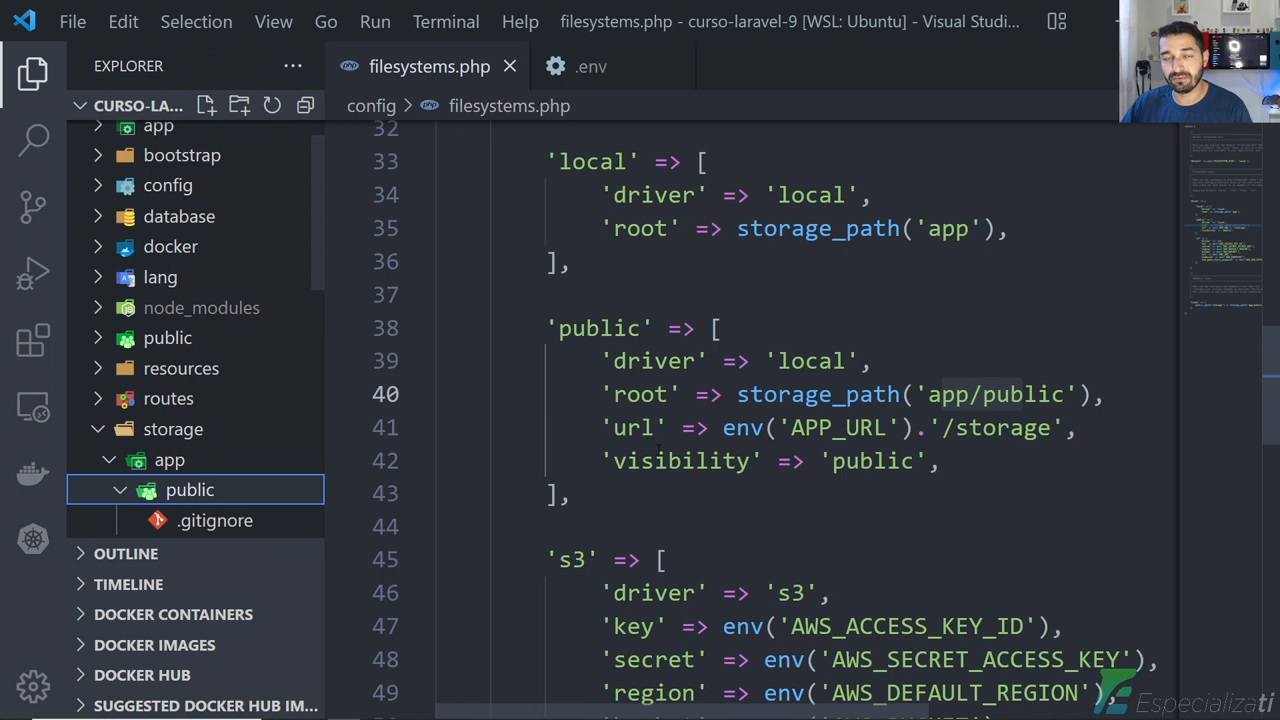 File Edit Selection View Go Run Terminal Help filesystems.php - curso-laravel-9 [WSL: Ubuntu] - Visual Studi...
EXPLORER
CURSO-LA...
app
bootstrap
config
database
docker
lang
node_modules
public
resources
routes
storage
app
public
.gitignore
OUTLINE
TIMELINE
DOCKER CONTAINERS
DOCKER IMAGES
DOCKER HUB
SUGGESTED DOCKER HUB IM...
filesystems.php .env
config > filesystems.php
32
33 'local' => [
34 'driver' => 'local',
35 'root' => storage_path('app'),
36 ],
37
38 'public' => [
39 'driver' => 'local',
40 'root' => storage_path('app/public'),
41 'url' => env('APP_URL').'/storage',
42 'visibility' => 'public',
43 ],
44
45 's3' => [
46 'driver' => 's3',
47 'key' => env('AWS_ACCESS_KEY_ID'),
48 'secret' => env('AWS_SECRET_ACCESS_KEY'),
49 'region' => env('AWS_DEFAULT_REGION'),
EspecializaTi